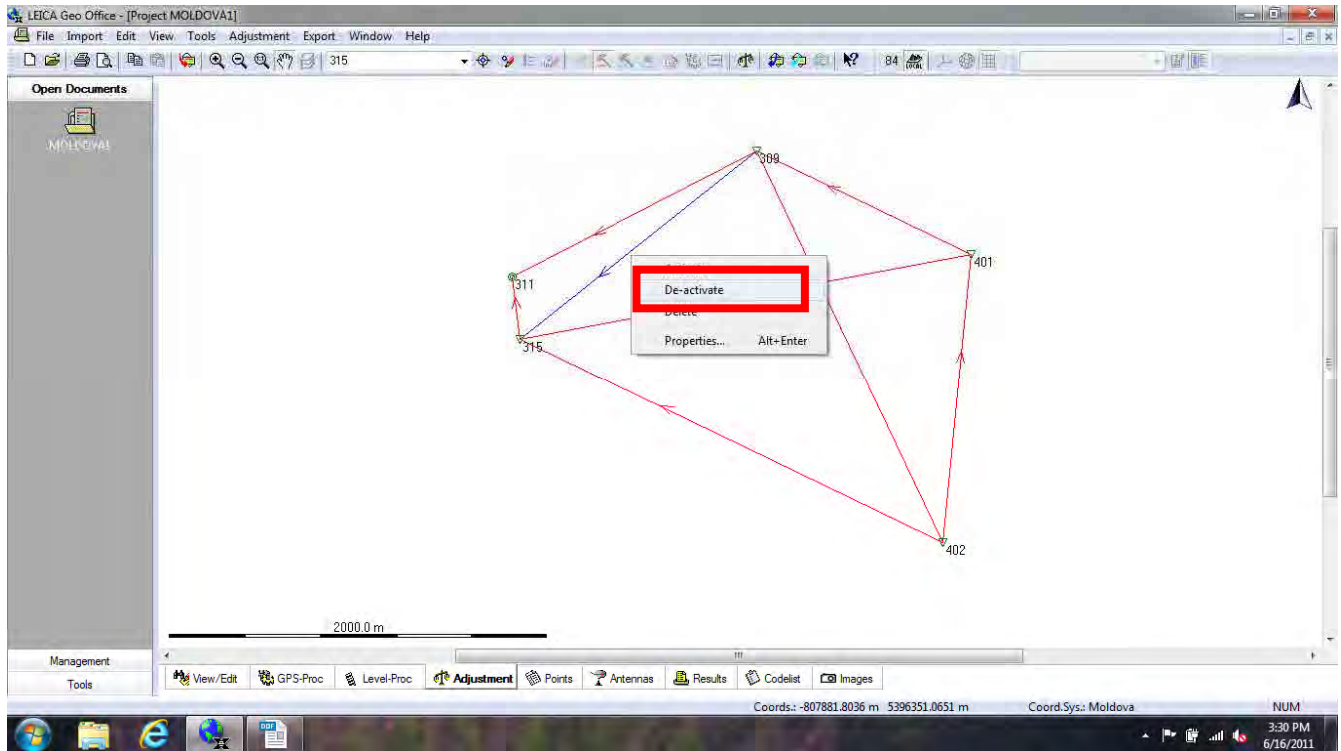 LEICA Geo Office - [Project MOLDOVA1]
File Import Edit View Tools Adjustment Export Window Help
315
84
LOCAL
Open Documents
MOLDOVA1
309
401
311
De-activate
Delete
315
Properties... Alt+Enter
402
2000.0 m
Management
Tools
View/Edit GPS-Proc Level-Proc Adjustment Points Antennas Results Codelist Images
Coords.: -807881.8036 m 5396351.0651 m Coord.Sys.: Moldova NUM
3:30 PM
6/16/2011